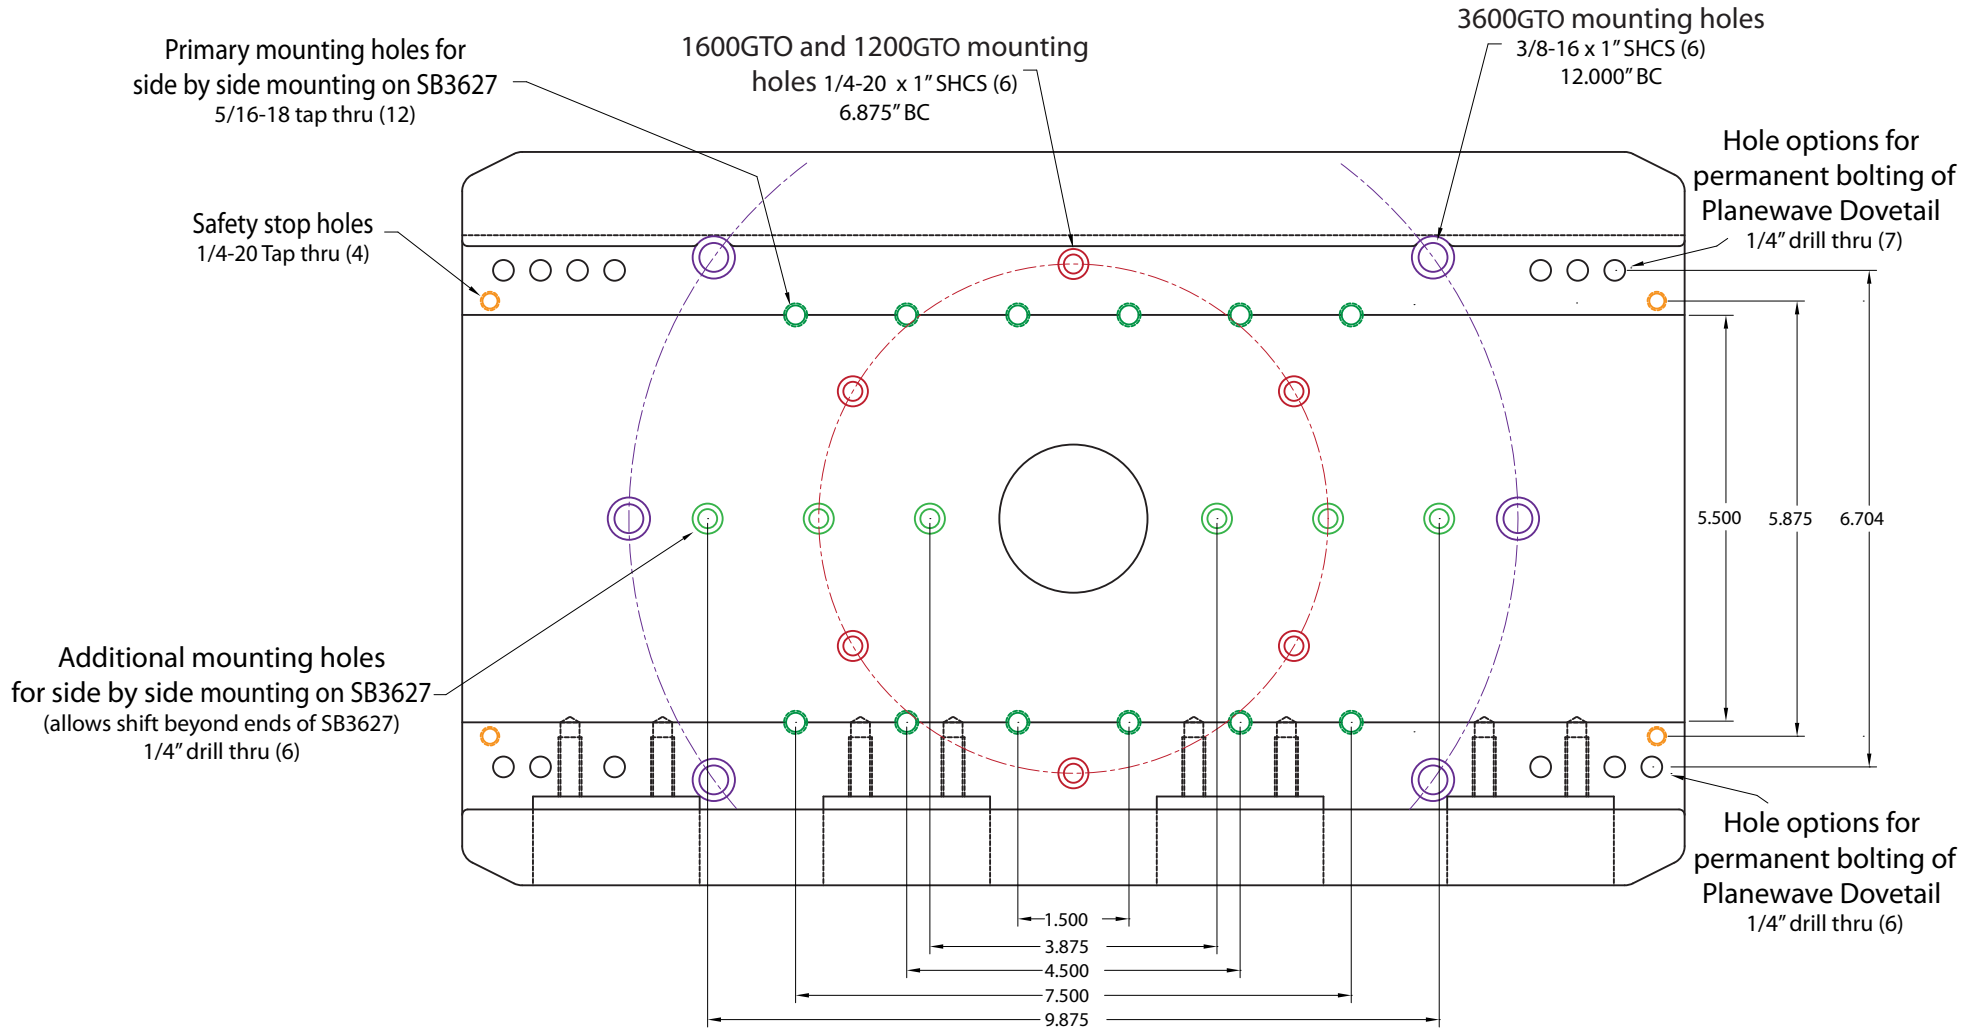 Primary mounting holes for
side by side mounting on SB3627
5/16-18 tap thru (12)
1600GTO and 1200GTO mounting
holes 1/4-20 x 1” SHCS (6)
6.875” BC
3600GTO mounting holes
3/8-16 x 1” SHCS (6)
12.000” BC
Hole options for
permanent bolting of
Planewave Dovetail
1/4” drill thru (7)
Safety stop holes
1/4-20 Tap thru (4)
5.500
5.875
6.704
Additional mounting holes
for side by side mounting on SB3627
(allows shift beyond ends of SB3627)
1/4” drill thru (6)
Hole options for
permanent bolting of
Planewave Dovetail
1/4” drill thru (6)
1.500
3.875
4.500
7.500
9.875